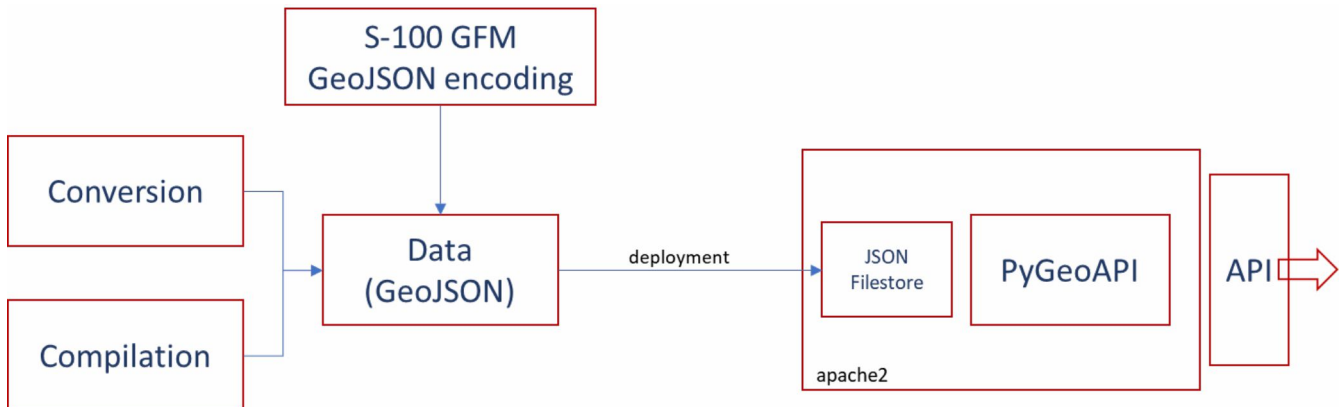 S-100 GFM
GeoJSON encoding
Conversion
Compilation
Data
(GeoJSON)
deployment
JSON
Filestore
PyGeoAPI
apache2
API